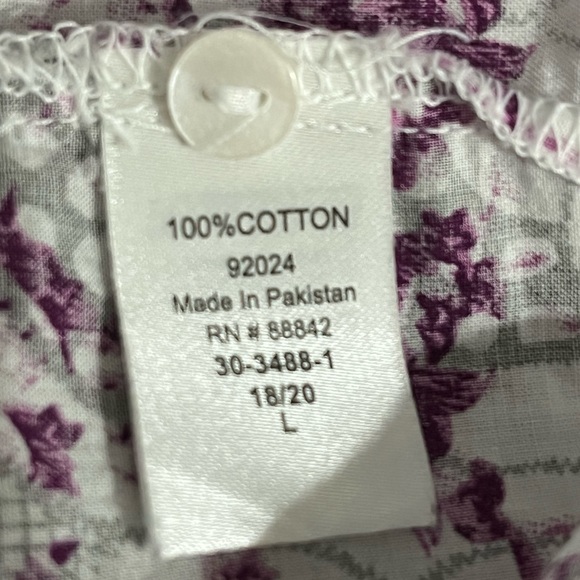 100%COTTON
92024
Made In Pakistan
RN # 88842
30-3488-1
18/20
L